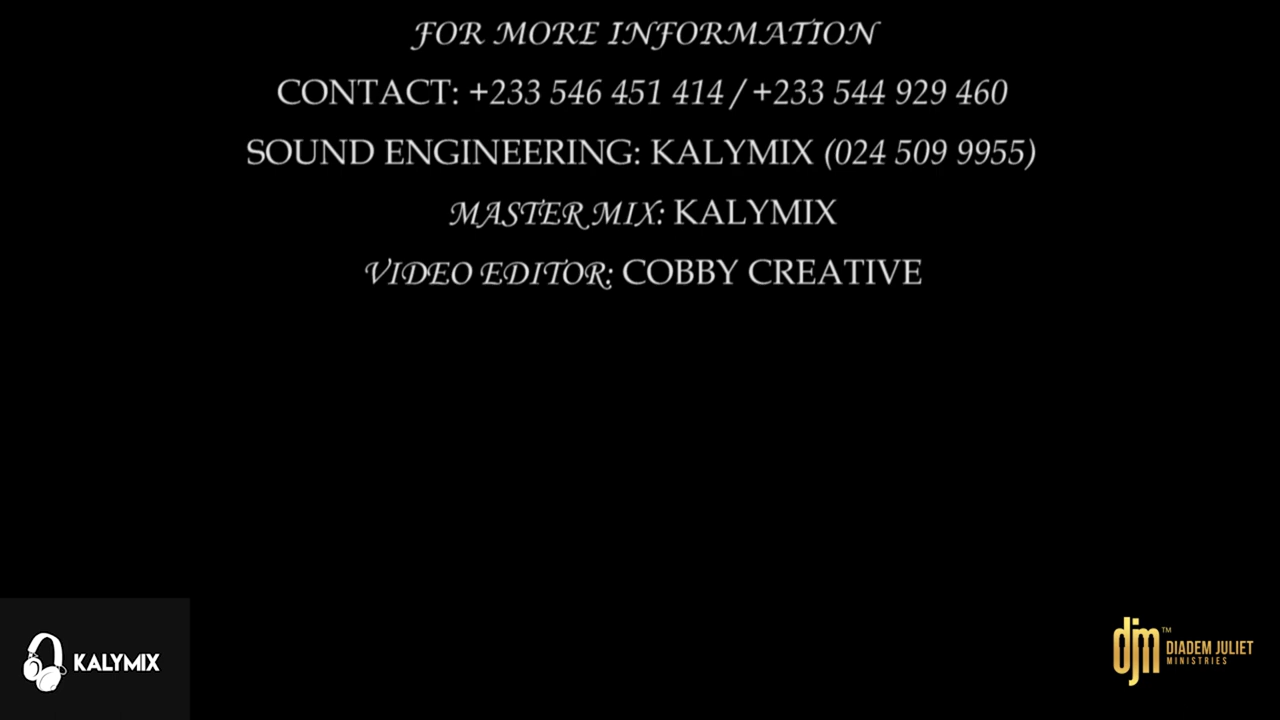 FOR MORE INFORMATION
CONTACT: +233 546 451 414 / +233 544 929 460
SOUND ENGINEERING: KALYMIX (024 509 9955)
MASTER MIX: KALYMIX
VIDEO EDITOR: COBBY CREATIVE
KALYMIX
djm™ DIADEM JULIET
MINISTRIES